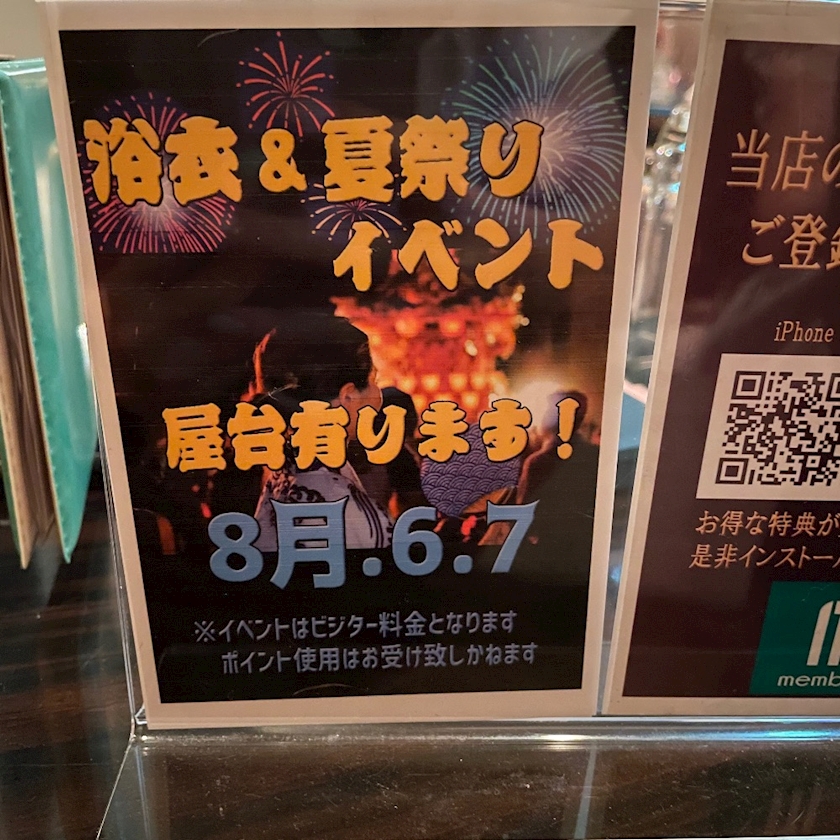 浴衣&夏祭り
イベント
屋台有ります!
8月.6.7
※イベントはビジター料金となります
ポイント使用はお受け致しかねます
当店の
ご登録
iPhone
お得な特典が
是非インストール
memb